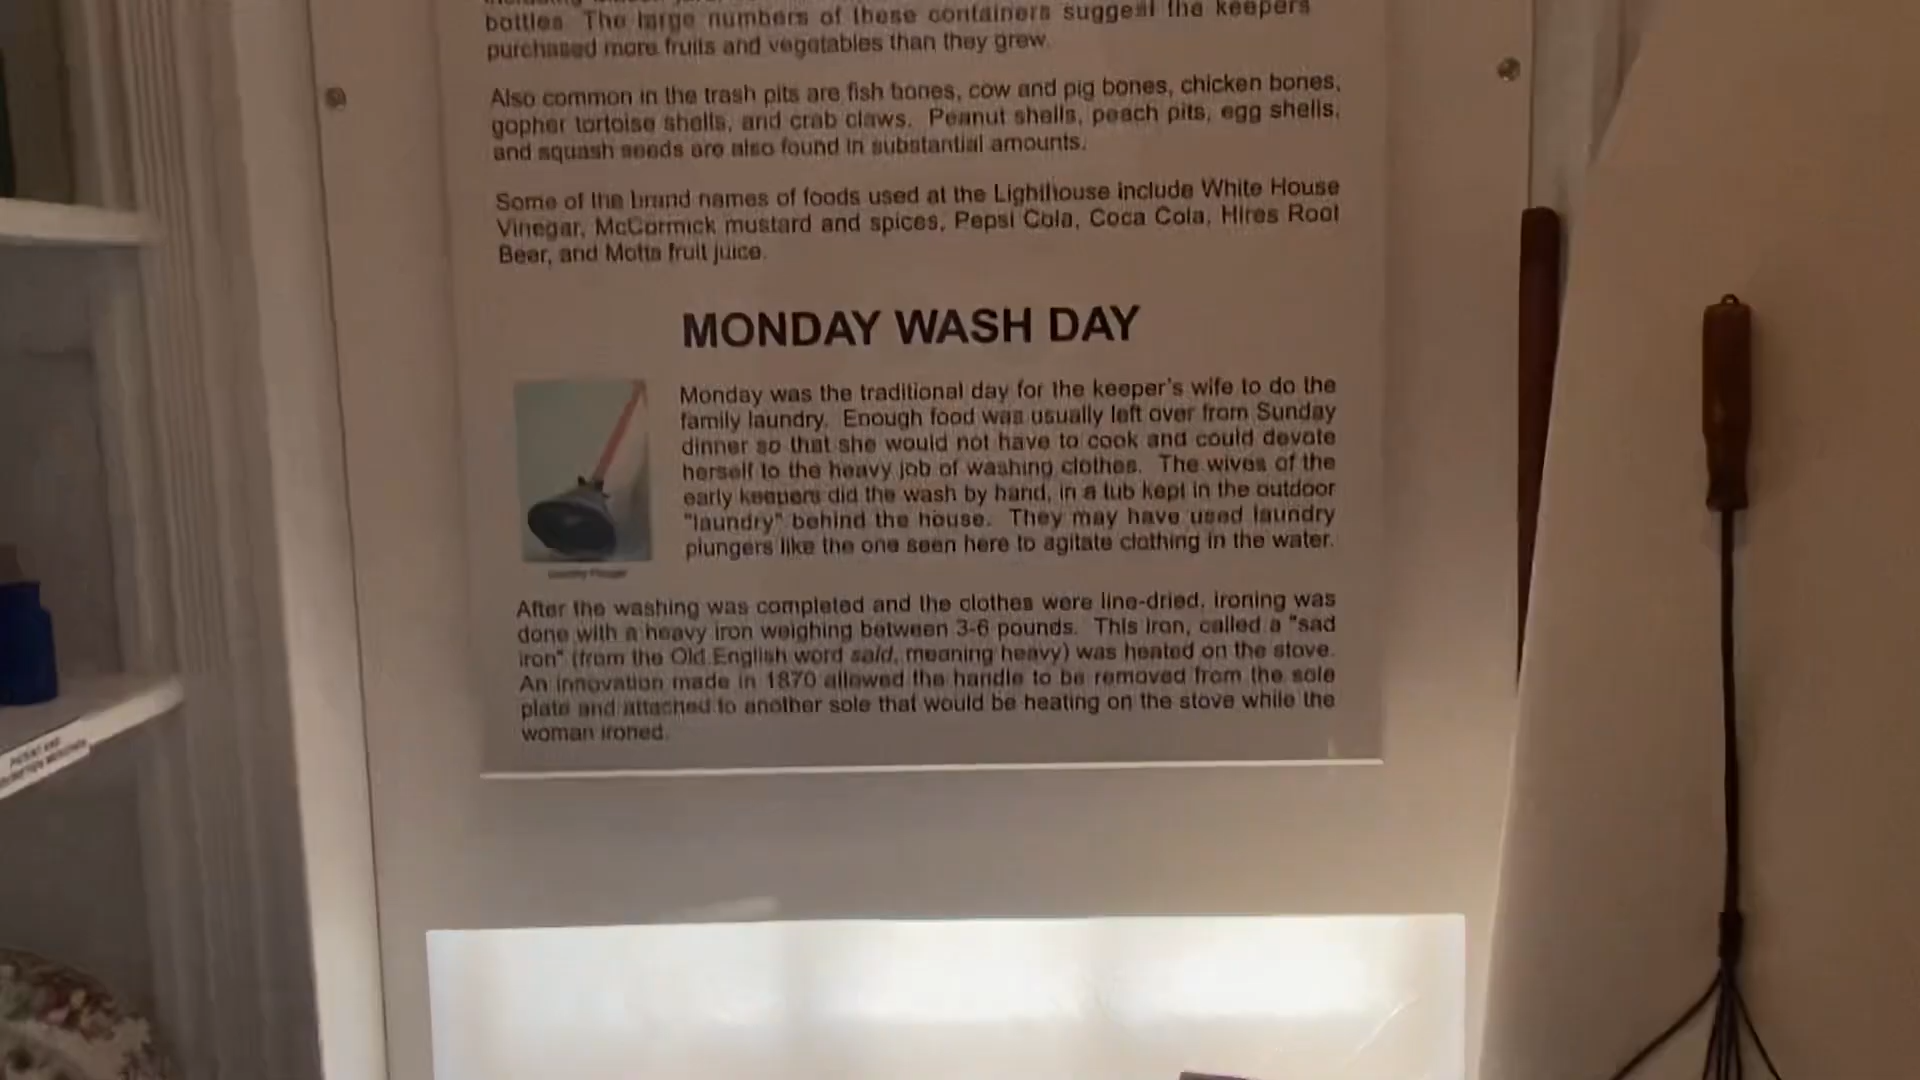 bottles. The large numbers of these containers suggest the keepers
purchased more fruits and vegetables than they grew.
Also common in the trash pits are fish bones, cow and pig bones, chicken bones,
gopher tortoise shells, and crab claws. Peanut shells, peach pits, egg shells,
and squash seeds are also found in substantial amounts.
Some of the brand names of foods used at the Lighthouse include White House
Vinegar, McCormick mustard and spices, Pepsi Cola, Coca Cola, Hires Root
Beer, and Motts fruit juice.
MONDAY WASH DAY
Monday was the traditional day for the keeper's wife to do the
family laundry. Enough food was usually left over from Sunday
dinner so that she would not have to cook and could devote
herself to the heavy job of washing clothes. The wives of the
early keepers did the wash by hand, in a tub kept in the outdoor
"laundry" behind the house. They may have used laundry
plungers like the one seen here to agitate clothing in the water.
Laundry Plunger
After the washing was completed and the clothes were line-dried, ironing was
done with a heavy iron weighing between 3-6 pounds. This iron, called a "sad
iron" (from the Old English word sald, meaning heavy) was heated on the stove.
An innovation made in 1870 allowed the handle to be removed from the sole
plate and attached to another sole that would be heating on the stove while the
woman ironed.